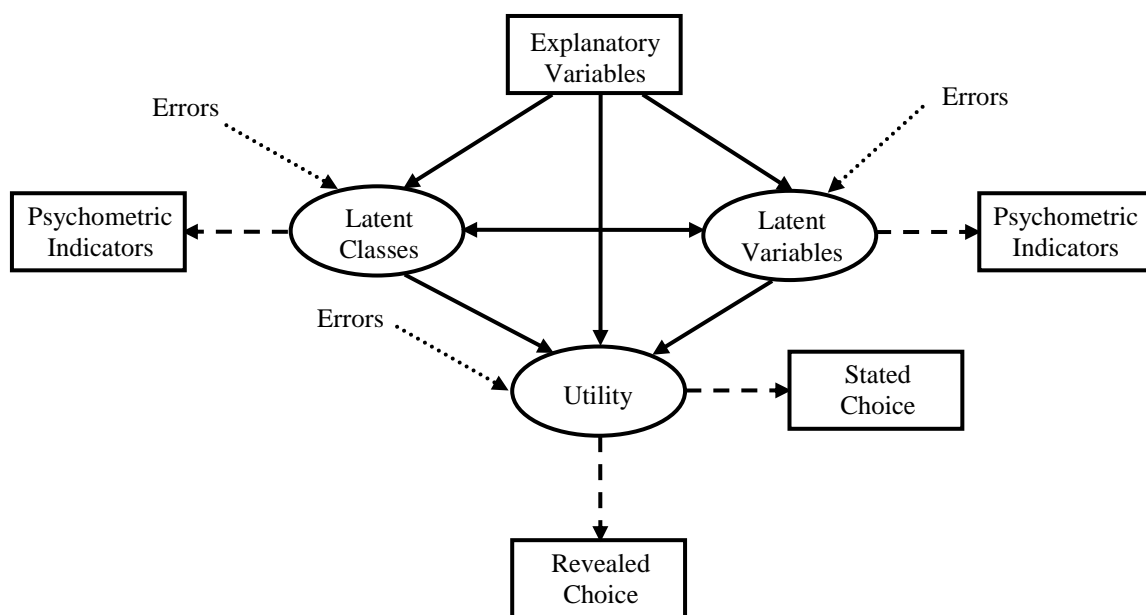 Explanatory
Variables
Errors
Errors
Psychometric
Indicators
Latent
Classes
Latent
Variables
Psychometric
Indicators
Errors
Utility
Stated
Choice
Revealed
Choice